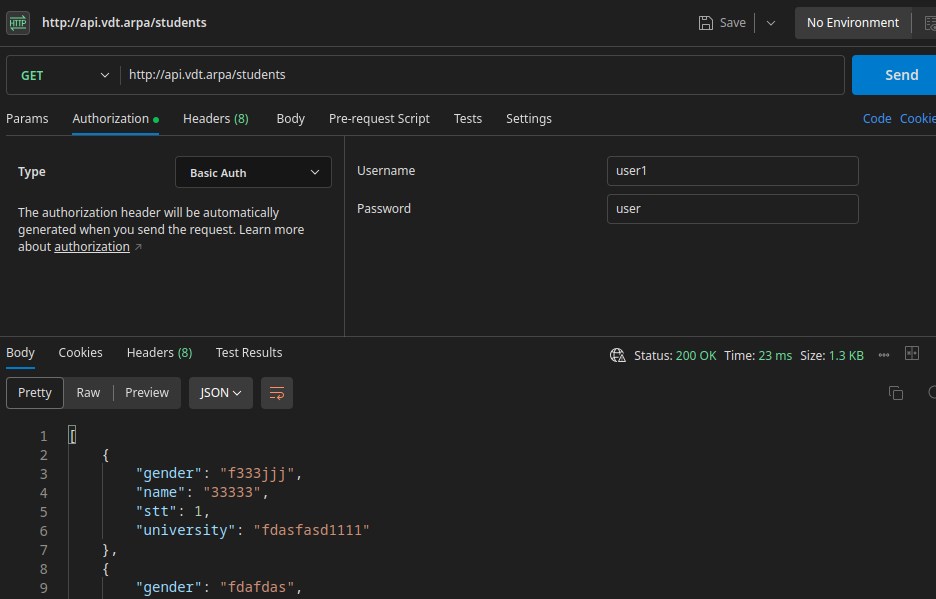 HTTP http://api.vdt.arpa/students Save No Environment
GET http://api.vdt.arpa/students Send
Params Authorization Headers (8) Body Pre-request Script Tests Settings Code Cookie
Type Basic Auth
The authorization header will be automatically
generated when you send the request. Learn more
about authorization
Username user1
Password user
Body Cookies Headers (8) Test Results Status: 200 OK Time: 23 ms Size: 1.3 KB
Pretty Raw Preview JSON
1 [
2 {
3 "gender": "f333jjj",
4 "name": "33333",
5 "stt": 1,
6 "university": "fdasfasd1111"
7 },
8 {
9 "gender": "fdafdas",